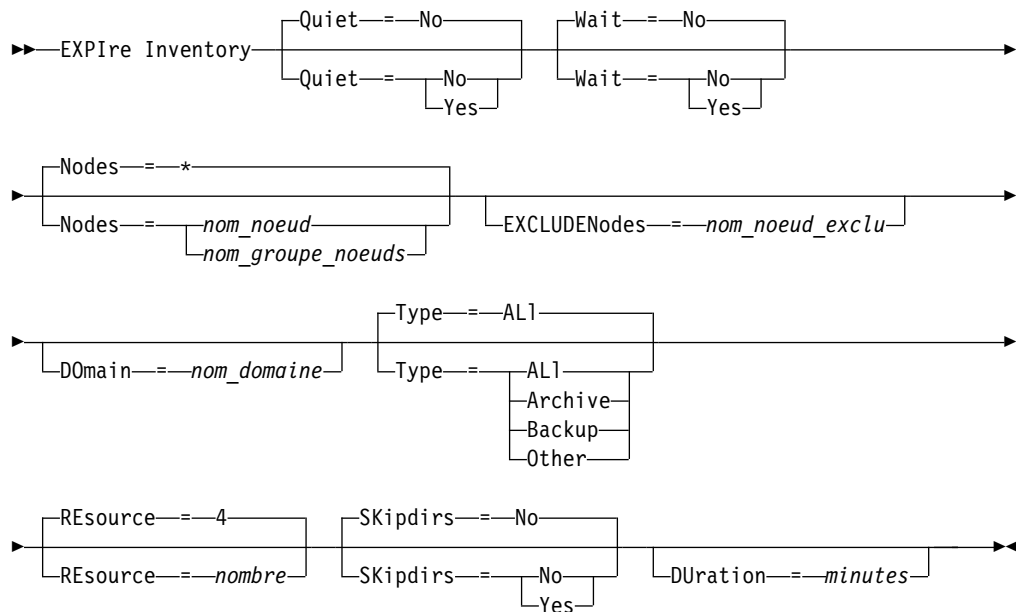 Quiet = No Wait = No
EXPIre Inventory
Quiet = No Wait = No
Yes Yes
Nodes = *
Nodes = nom_noeud EXCLUDENodes = nom_noeud_exclu
nom_groupe_noeuds
Type = ALl
DOmain = nom_domaine Type = ALl
Archive
Backup
Other
REsource = 4 SKipdirs = No
REsource = nombre SKipdirs = No DUration = minutes
Yes